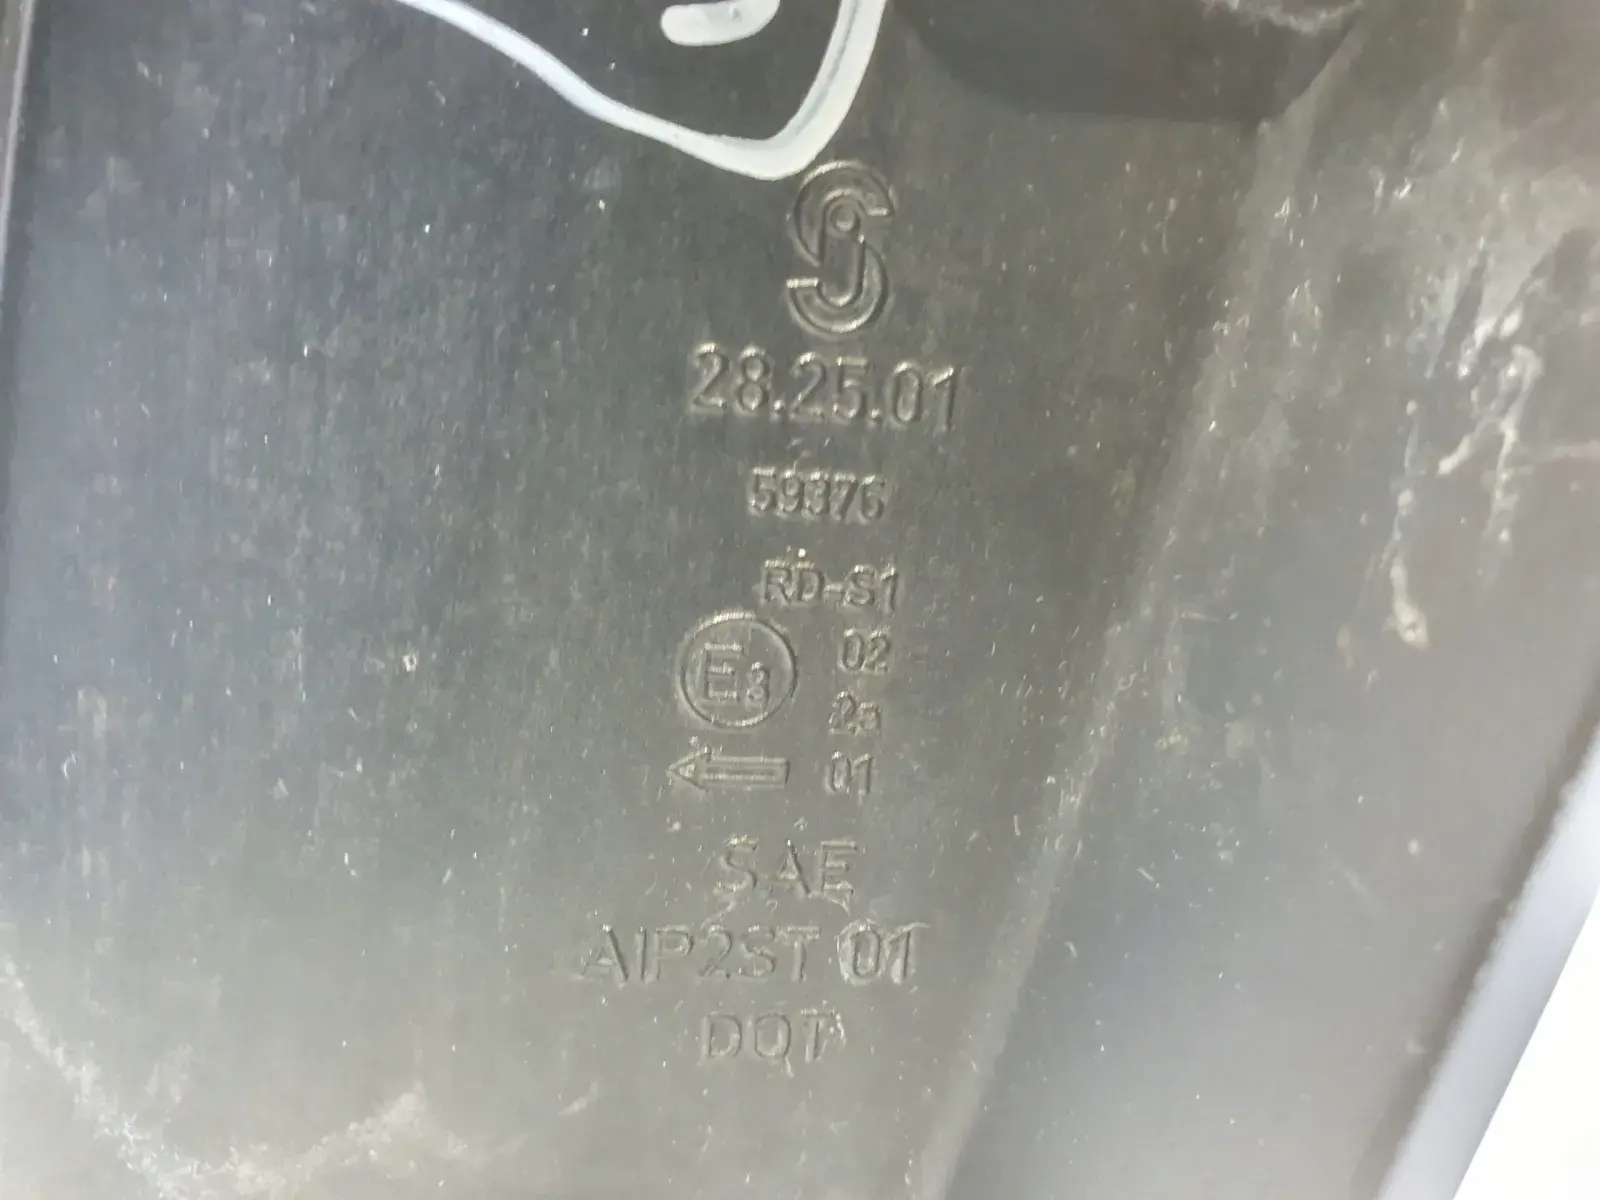 28.25.01
59376
RD-S1
E3 02
2a
01
SAE
AIP2ST 01
DOT